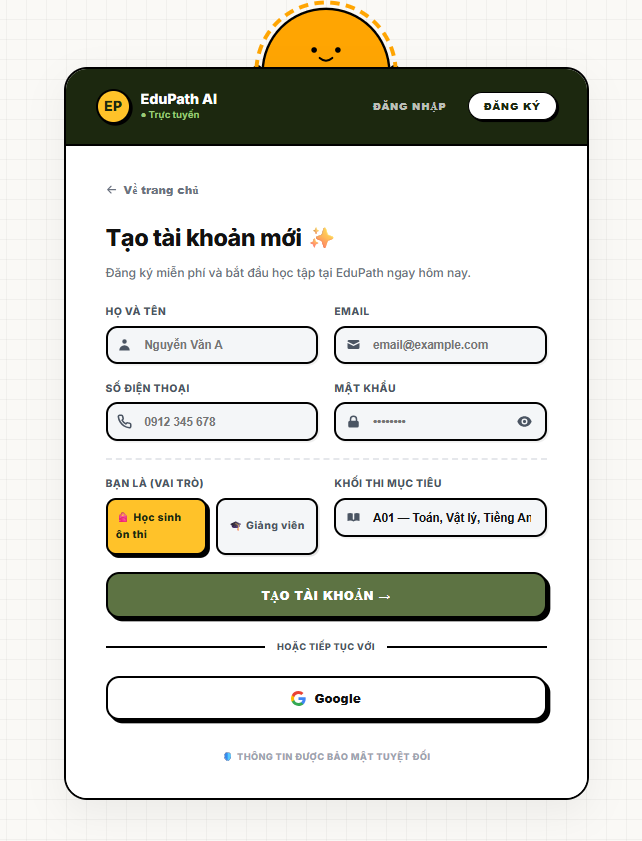 EP
EduPath AI
Trực tuyến
ĐĂNG NHẬP
ĐĂNG KÝ
← Về trang chủ
Tạo tài khoản mới ✨
Đăng ký miễn phí và bắt đầu học tập tại EduPath ngay hôm nay.
HỌ VÀ TÊN
EMAIL
Nguyễn Văn A
email@example.com
SỐ ĐIỆN THOẠI
MẬT KHẨU
0912 345 678
••••••••
BẠN LÀ (VAI TRÒ)
KHỐI THI MỤC TIÊU
🎒 Học sinh
ôn thi
🎓 Giảng viên
A01 — Toán, Vật lý, Tiếng An
TẠO TÀI KHOẢN →
HOẶC TIẾP TỤC VỚI
Google
THÔNG TIN ĐƯỢC BẢO MẬT TUYỆT ĐỐI